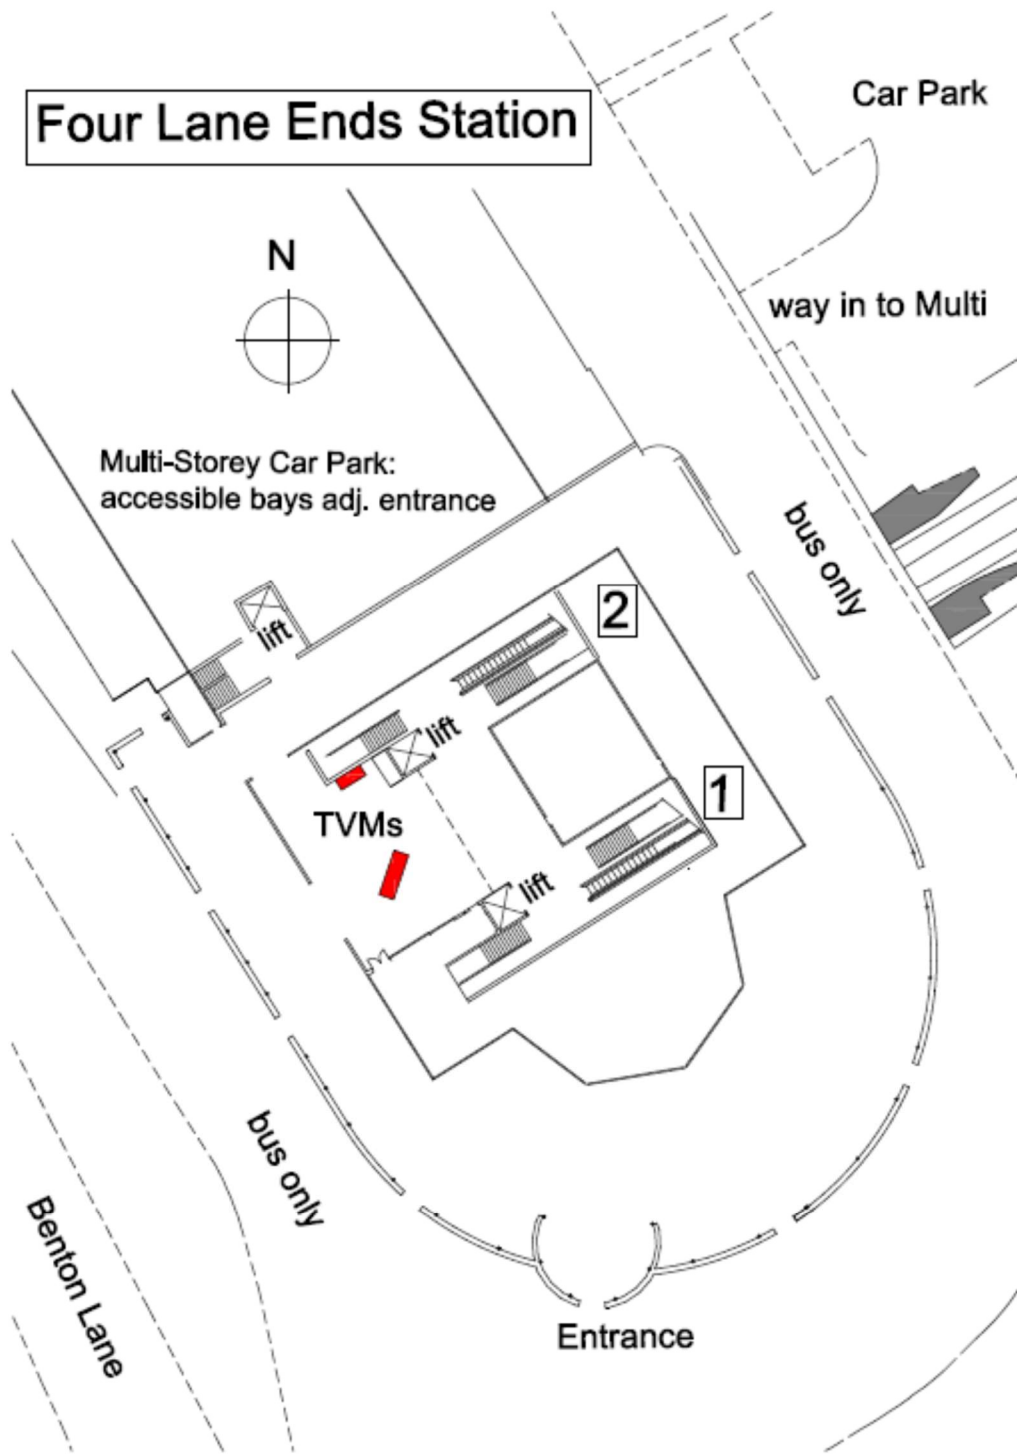 Four Lane Ends Station
Car Park
N
way in to Multi
Multi-Storey Car Park:
accessible bays adj. entrance
bus only
2
lift
lift
1
TVMs
lift
bus only
Benton Lane
Entrance